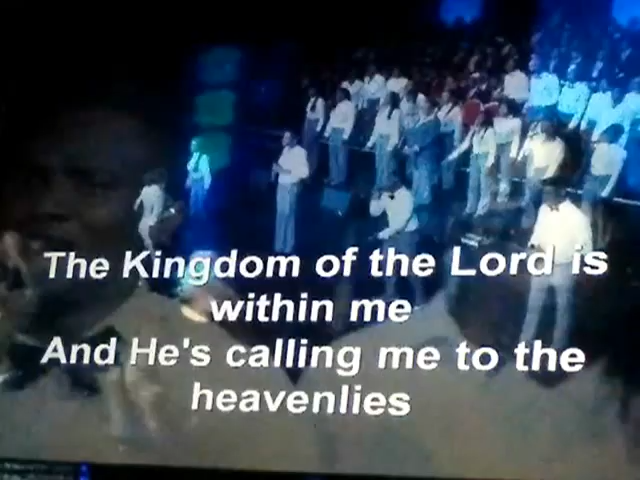 The Kingdom of the Lord is
within me
And He's calling me to the
heavenlies